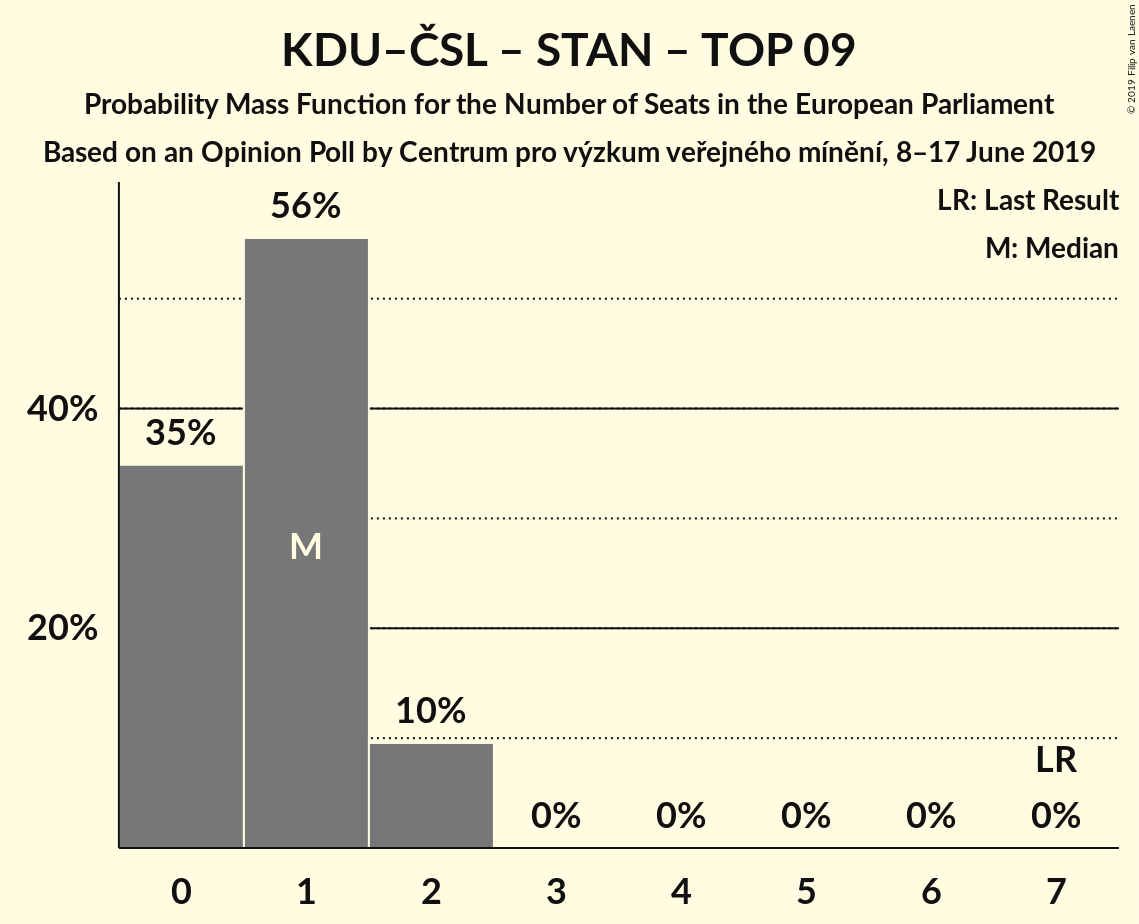 KDU–ČSL – STAN – TOP 09
Probability Mass Function for the Number of Seats in the European Parliament
Based on an Opinion Poll by Centrum pro výzkum veřejného mínění, 8–17 June 2019
© 2019 Filip van Laenen
LR: Last Result
M: Median
56%
40%
35%
M
20%
10%
LR
0% 0% 0% 0% 0%
0 1 2 3 4 5 6 7